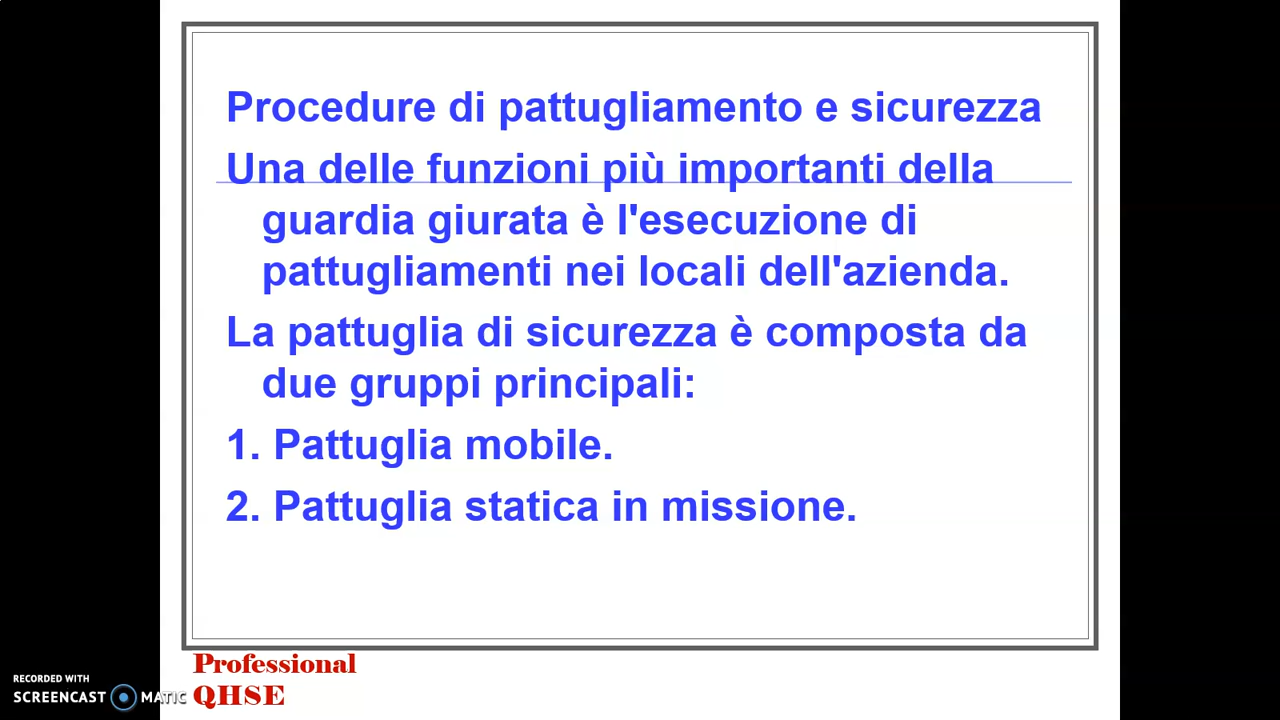 Procedure di pattugliamento e sicurezza
Una delle funzioni più importanti della
guardia giurata è l'esecuzione di
pattugliamenti nei locali dell'azienda.
La pattuglia di sicurezza è composta da
due gruppi principali:
1. Pattuglia mobile.
2. Pattuglia statica in missione.
Professional
QHSE
RECORDED WITH
SCREENCAST MATIC